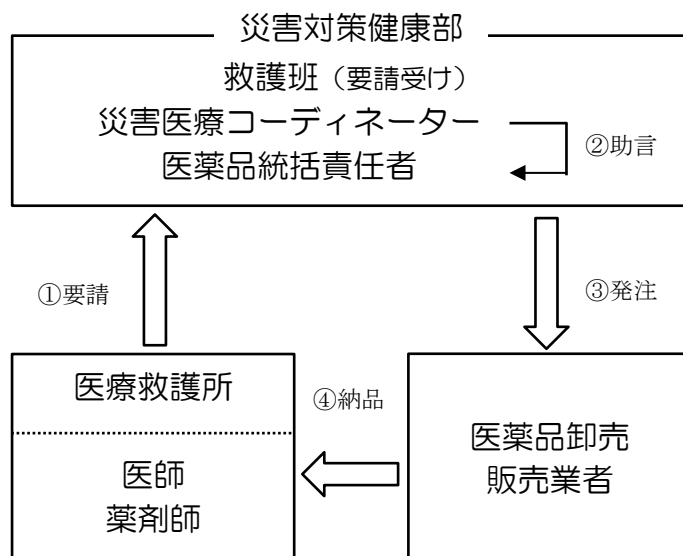 災害対策健康部
救護班（要請受け）
災害医療コーディネーター
医薬品統括責任者
②助言
①要請
③発注
医療救護所
医師
薬剤師
④納品
医薬品卸売
販売業者